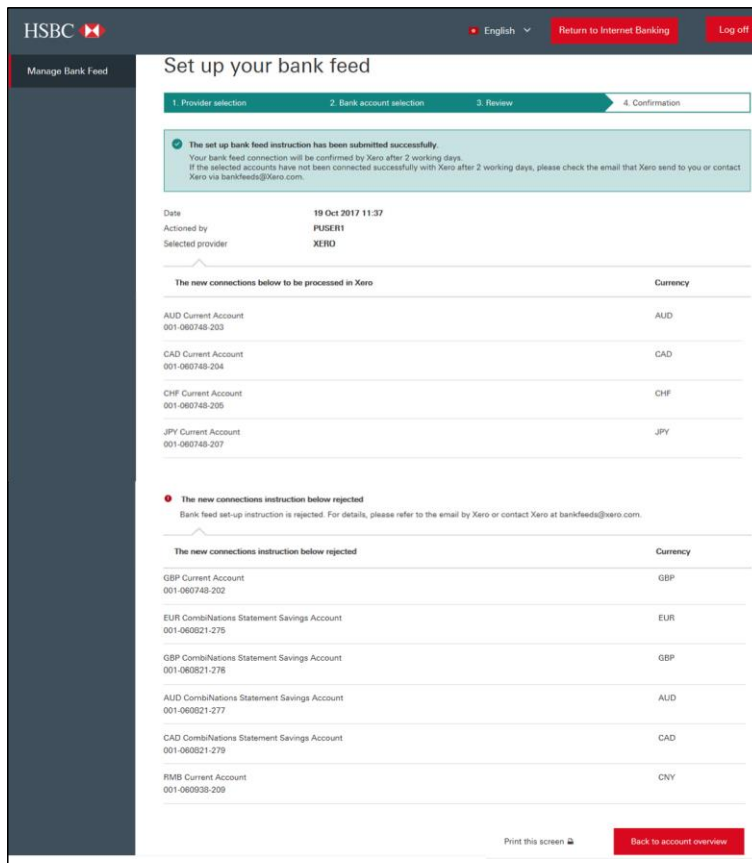 HSBC
English
Return to Internet Banking
Log off
Manage Bank Feed
Set up your bank feed
1. Provider selection
2. Bank account selection
3. Review
4. Confirmation
The set up bank feed instruction has been submitted successfully.
Your bank feed connection will be confirmed by Xero after 2 working days.
If the selected accounts have not been connected successfully with Xero after 2 working days, please check the email that Xero send to you or contact
Xero via bankfeeds@Xero.com.
Date 19 Oct 2017 11:37
Actioned by PUSER1
Selected provider XERO
The new connections below to be processed in Xero Currency
AUD Current Account AUD
001-060748-203
CAD Current Account CAD
001-060748-204
CHF Current Account CHF
001-060748-205
JPY Current Account JPY
001-060748-207
The new connections instruction below rejected
Bank feed set-up instruction is rejected. For details, please refer to the email by Xero or contact Xero at bankfeeds@xero.com.
The new connections instruction below rejected Currency
GBP Current Account GBP
001-060748-202
EUR CombiNations Statement Savings Account EUR
001-060821-275
GBP CombiNations Statement Savings Account GBP
001-060821-276
AUD CombiNations Statement Savings Account AUD
001-060821-277
CAD CombiNations Statement Savings Account CAD
001-060821-279
RMB Current Account CNY
001-060938-209
Print this screen
Back to account overview